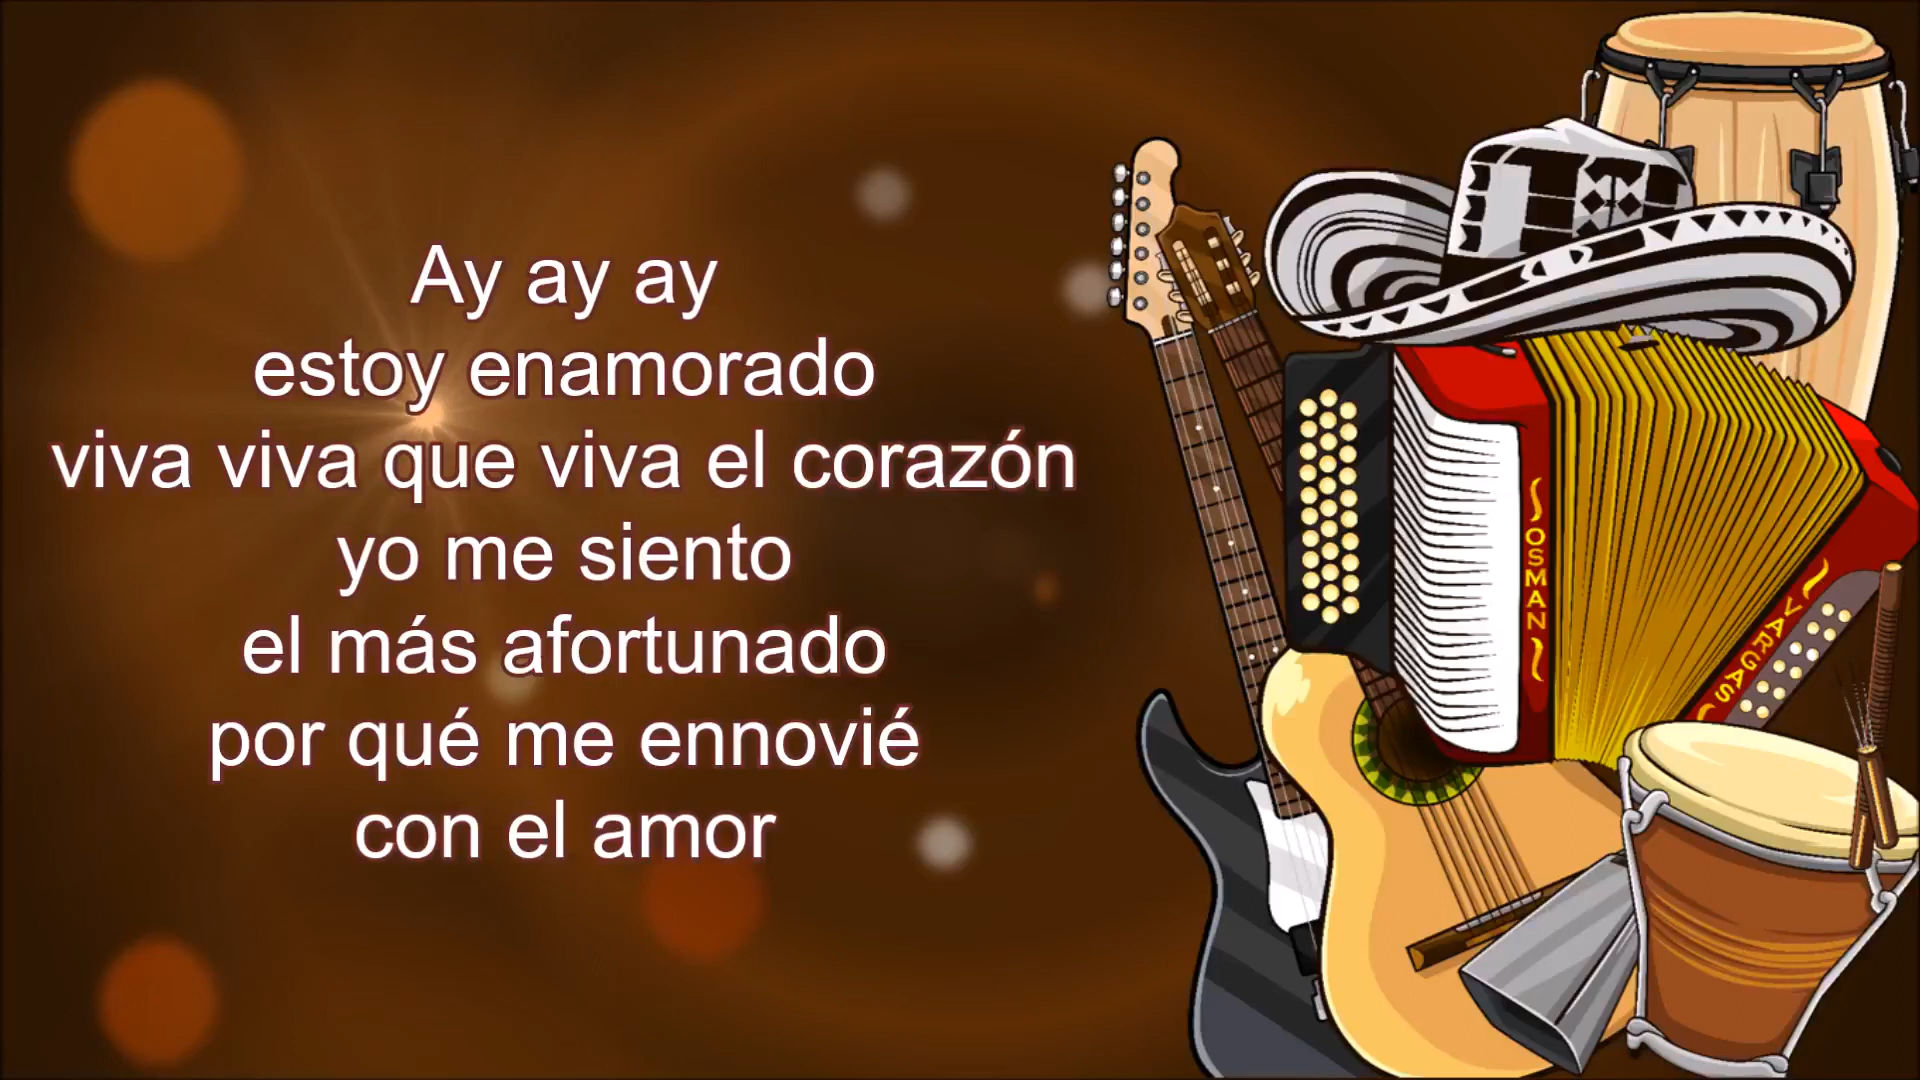 Ay ay ay
estoy enamorado
viva viva que viva el corazón
yo me siento
el más afortunado
por qué me ennovié
con el amor
OSMAN
VARGAS